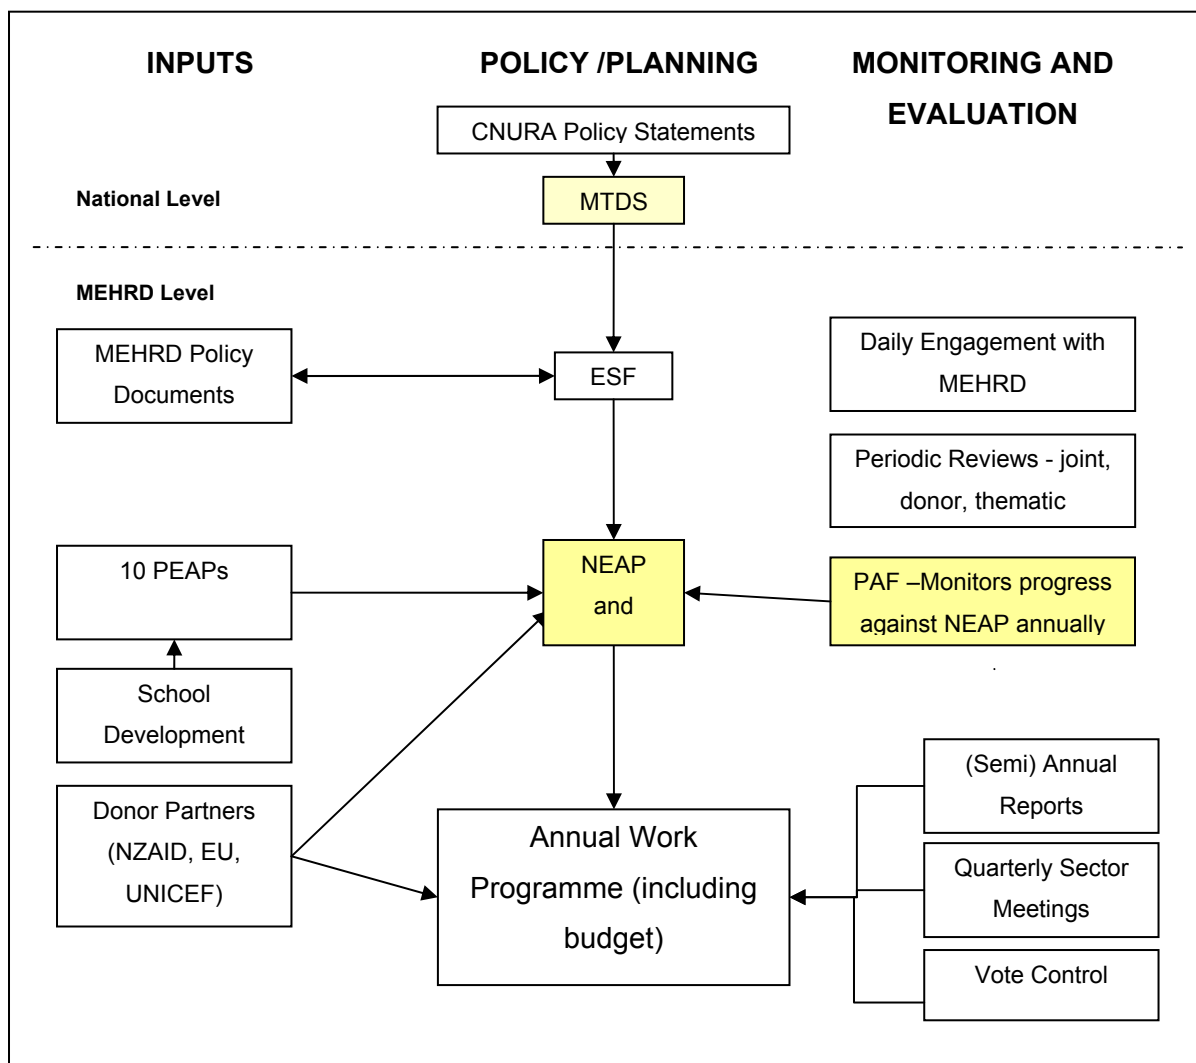 INPUTS
POLICY /PLANNING
MONITORING AND
EVALUATION
CNURA Policy Statements
National Level
MTDS
MEHRD Level
MEHRD Policy
Documents
ESF
Daily Engagement with
MEHRD
Periodic Reviews - joint,
donor, thematic
10 PEAPs
NEAP
and
PAF –Monitors progress
against NEAP annually
.
School
Development
Donor Partners
(NZAID, EU,
UNICEF)
Annual Work
Programme (including
budget)
(Semi) Annual
Reports
Quarterly Sector
Meetings
Vote Control